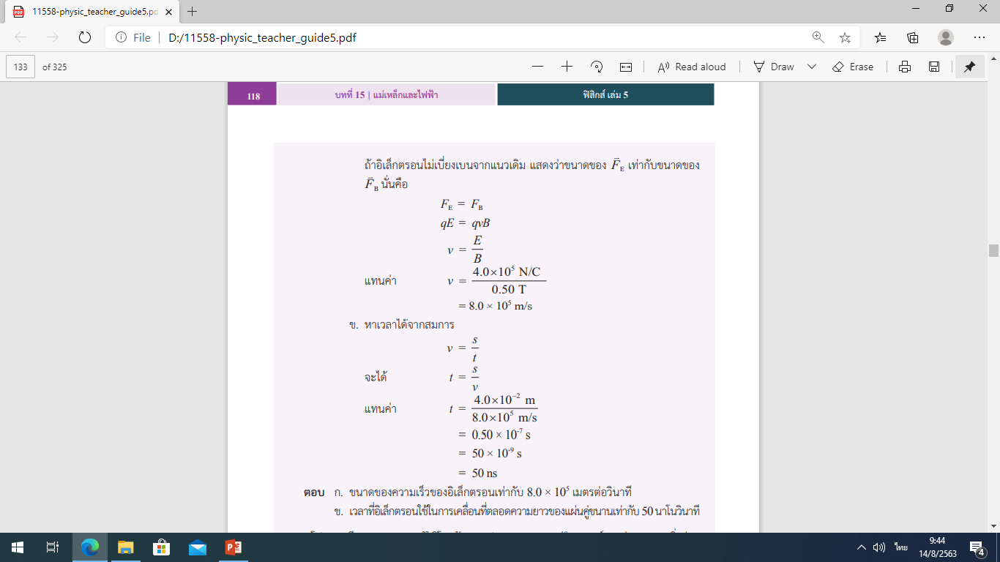 11558-physic_teacher_guide5.pd
File
D:/11558-physic_teacher_guide5.pdf
133 of 325
Read aloud
Draw
Erase
118
บทที่ 15 | แม่เหล็กและไฟฟ้า
ฟิสิกส์ เล่ม 5
ถ้าอิเล็กตรอนไม่เบี่ยงเบนจากแนวเดิม แสดงว่าขนาดของ F⃗_E เท่ากับขนาดของ
F⃗_B นั่นคือ
F_E = F_B
qE = qvB
v = E/B
แทนค่า v = 4.0×10⁵ N/C / 0.50 T
= 8.0 × 10⁵ m/s
ข. หาเวลาได้จากสมการ
v = s/t
จะได้ t = s/v
แทนค่า t = 4.0×10⁻² m / 8.0×10⁵ m/s
= 0.50 × 10⁻⁷ s
= 50 × 10⁻⁹ s
= 50 ns
ตอบ ก. ขนาดของความเร็วของอิเล็กตรอนเท่ากับ 8.0 × 10⁵ เมตรต่อวินาที
ข. เวลาที่อิเล็กตรอนใช้ในการเคลื่อนที่ตลอดความยาวของแผ่นคู่ขนานเท่ากับ 50 นาโนวินาที
ไทย
9:44
14/8/2563
4